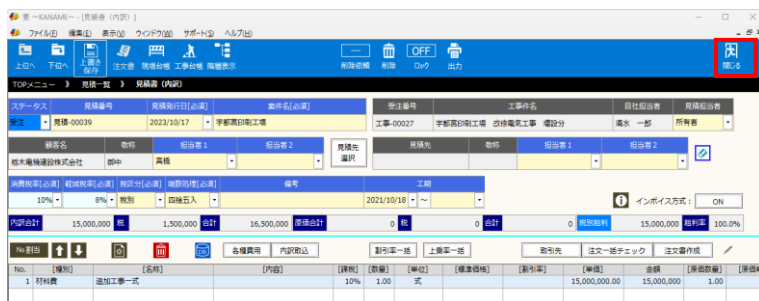 要 ～KANAME～ - [見積書 (内訳) ]
ファイル(F) 編集(E) 表示(V) ウィンドウ(W) サポート(S) ヘルプ(H)
上位へ 下位へ 上書き保存 注文書 現場台帳 工事台帳 階層表示 削除依頼 削除 OFF ロック 出力 閉じる
TOPメニュー 》 見積一覧 》 見積書 (内訳)
ステータス 見積番号 見積発行日[必須] 案件名[必須] 受注番号 工事件名 自社担当者 見積担当者
受注 見積-00039 2023/10/17 宇都宮印刷工場 工事-00027 宇都宮印刷工場 改修電気工事 増設分 清水 一郎 所有者
顧客名 敬称 担当者1 担当者2 見積先選択 見積先 敬称 担当者1 担当者2
栃木電機建設株式会社 御中 高橋
消費税率[必須] 軽減税率[必須] 税区分[必須] 端数処理[必須] 備考 工期
10% 8% 税別 四捨五入 2021/10/18 ～ インボイス方式： ON
内訳合計 15,000,000 税 1,500,000 合計 16,500,000 原価合計 0 税 0 合計 0 税別粗利 15,000,000 粗利率 100.0%
No割当 各種費用 内訳取込 割引率一括 上乗率一括 取引先 注文一括チェック 注文書作成
No. [種別] [名称] [内容] [課税] [数量] [単位] [標準価格] [割引率] [単価] 金額 [原価数量] [原価
1 材料費 追加工事一式 10% 1.00 式 15,000,000.00 15,000,000 1.00